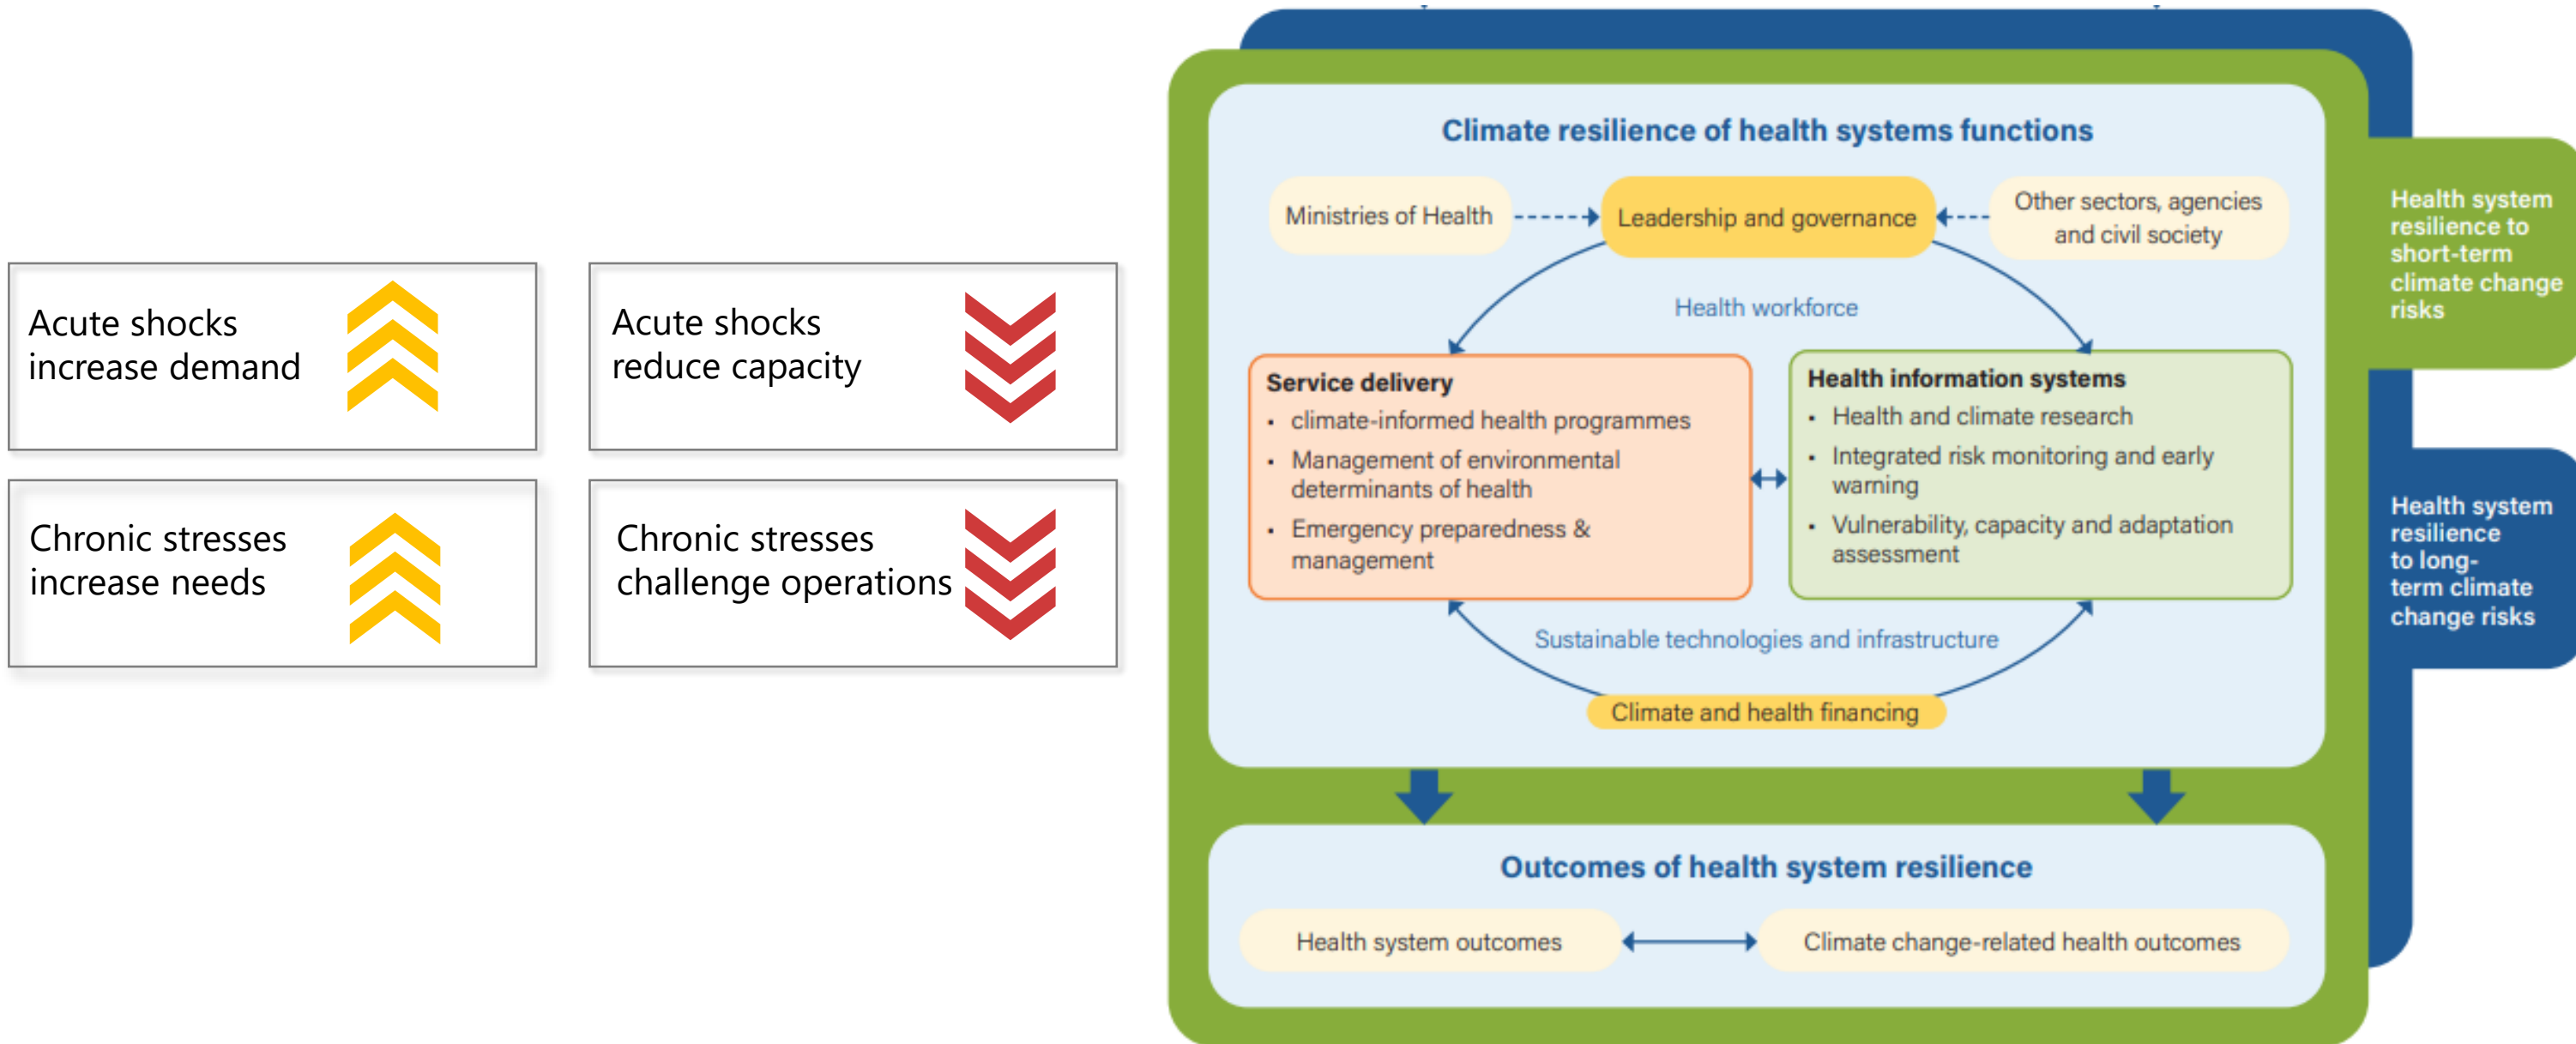 Acute shocks
increase demand
Acute shocks
reduce capacity
Chronic stresses
increase needs
Chronic stresses
challenge operations
Climate resilience of health systems functions
Ministries of Health
Leadership and governance
Other sectors, agencies
and civil society
Health workforce
Service delivery
• climate-informed health programmes
• Management of environmental
determinants of health
• Emergency preparedness &
management
Health information systems
• Health and climate research
• Integrated risk monitoring and early
warning
• Vulnerability, capacity and adaptation
assessment
Sustainable technologies and infrastructure
Climate and health financing
Outcomes of health system resilience
Health system outcomes
Climate change-related health outcomes
Health system
resilience to
short-term
climate change
risks
Health system
resilience
to long-
term climate
change risks